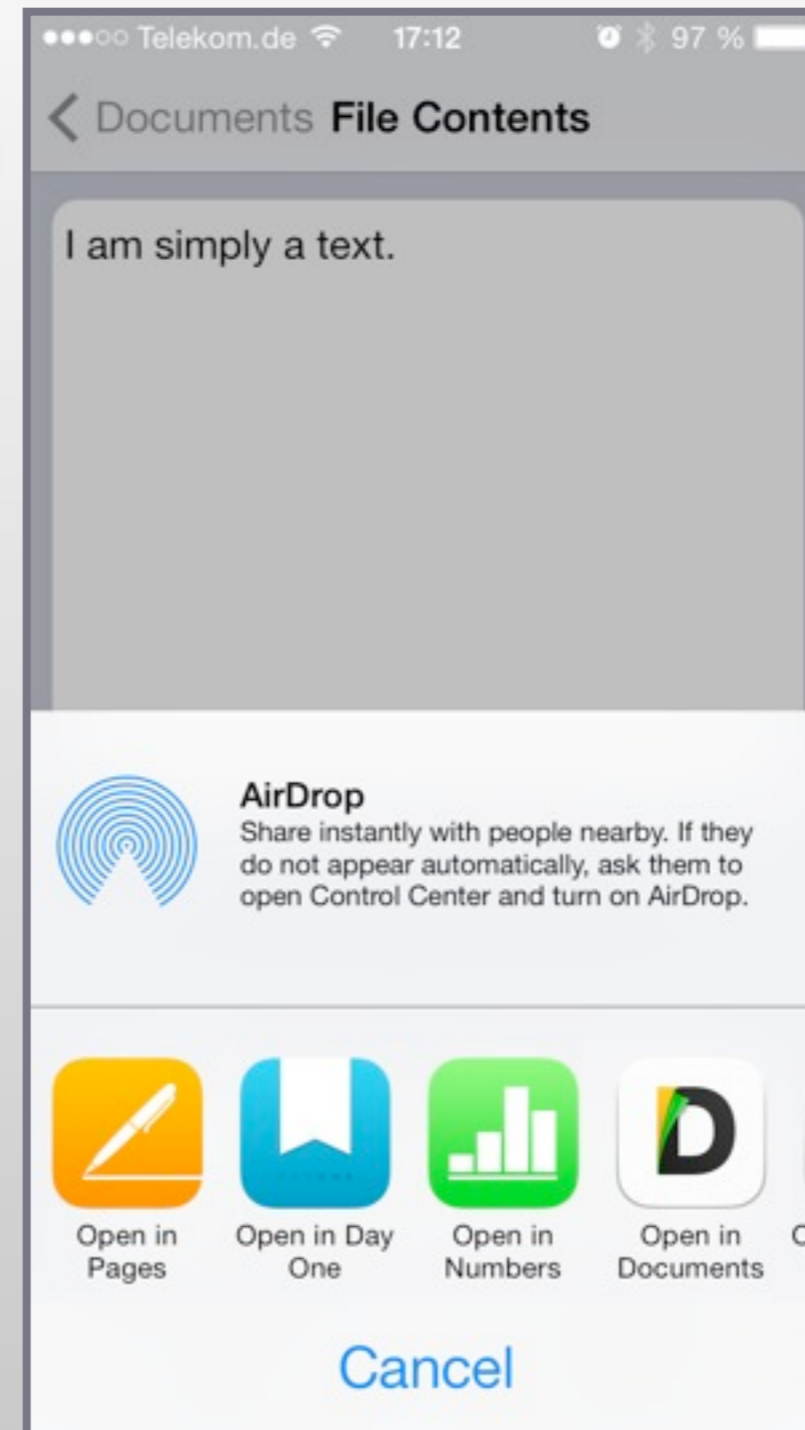 Telekom.de 17:12 97 %
Documents File Contents
I am simply a text.
AirDrop
Share instantly with people nearby. If they
do not appear automatically, ask them to
open Control Center and turn on AirDrop.
Open in Pages
Open in Day One
Open in Numbers
Open in Documents
Cancel